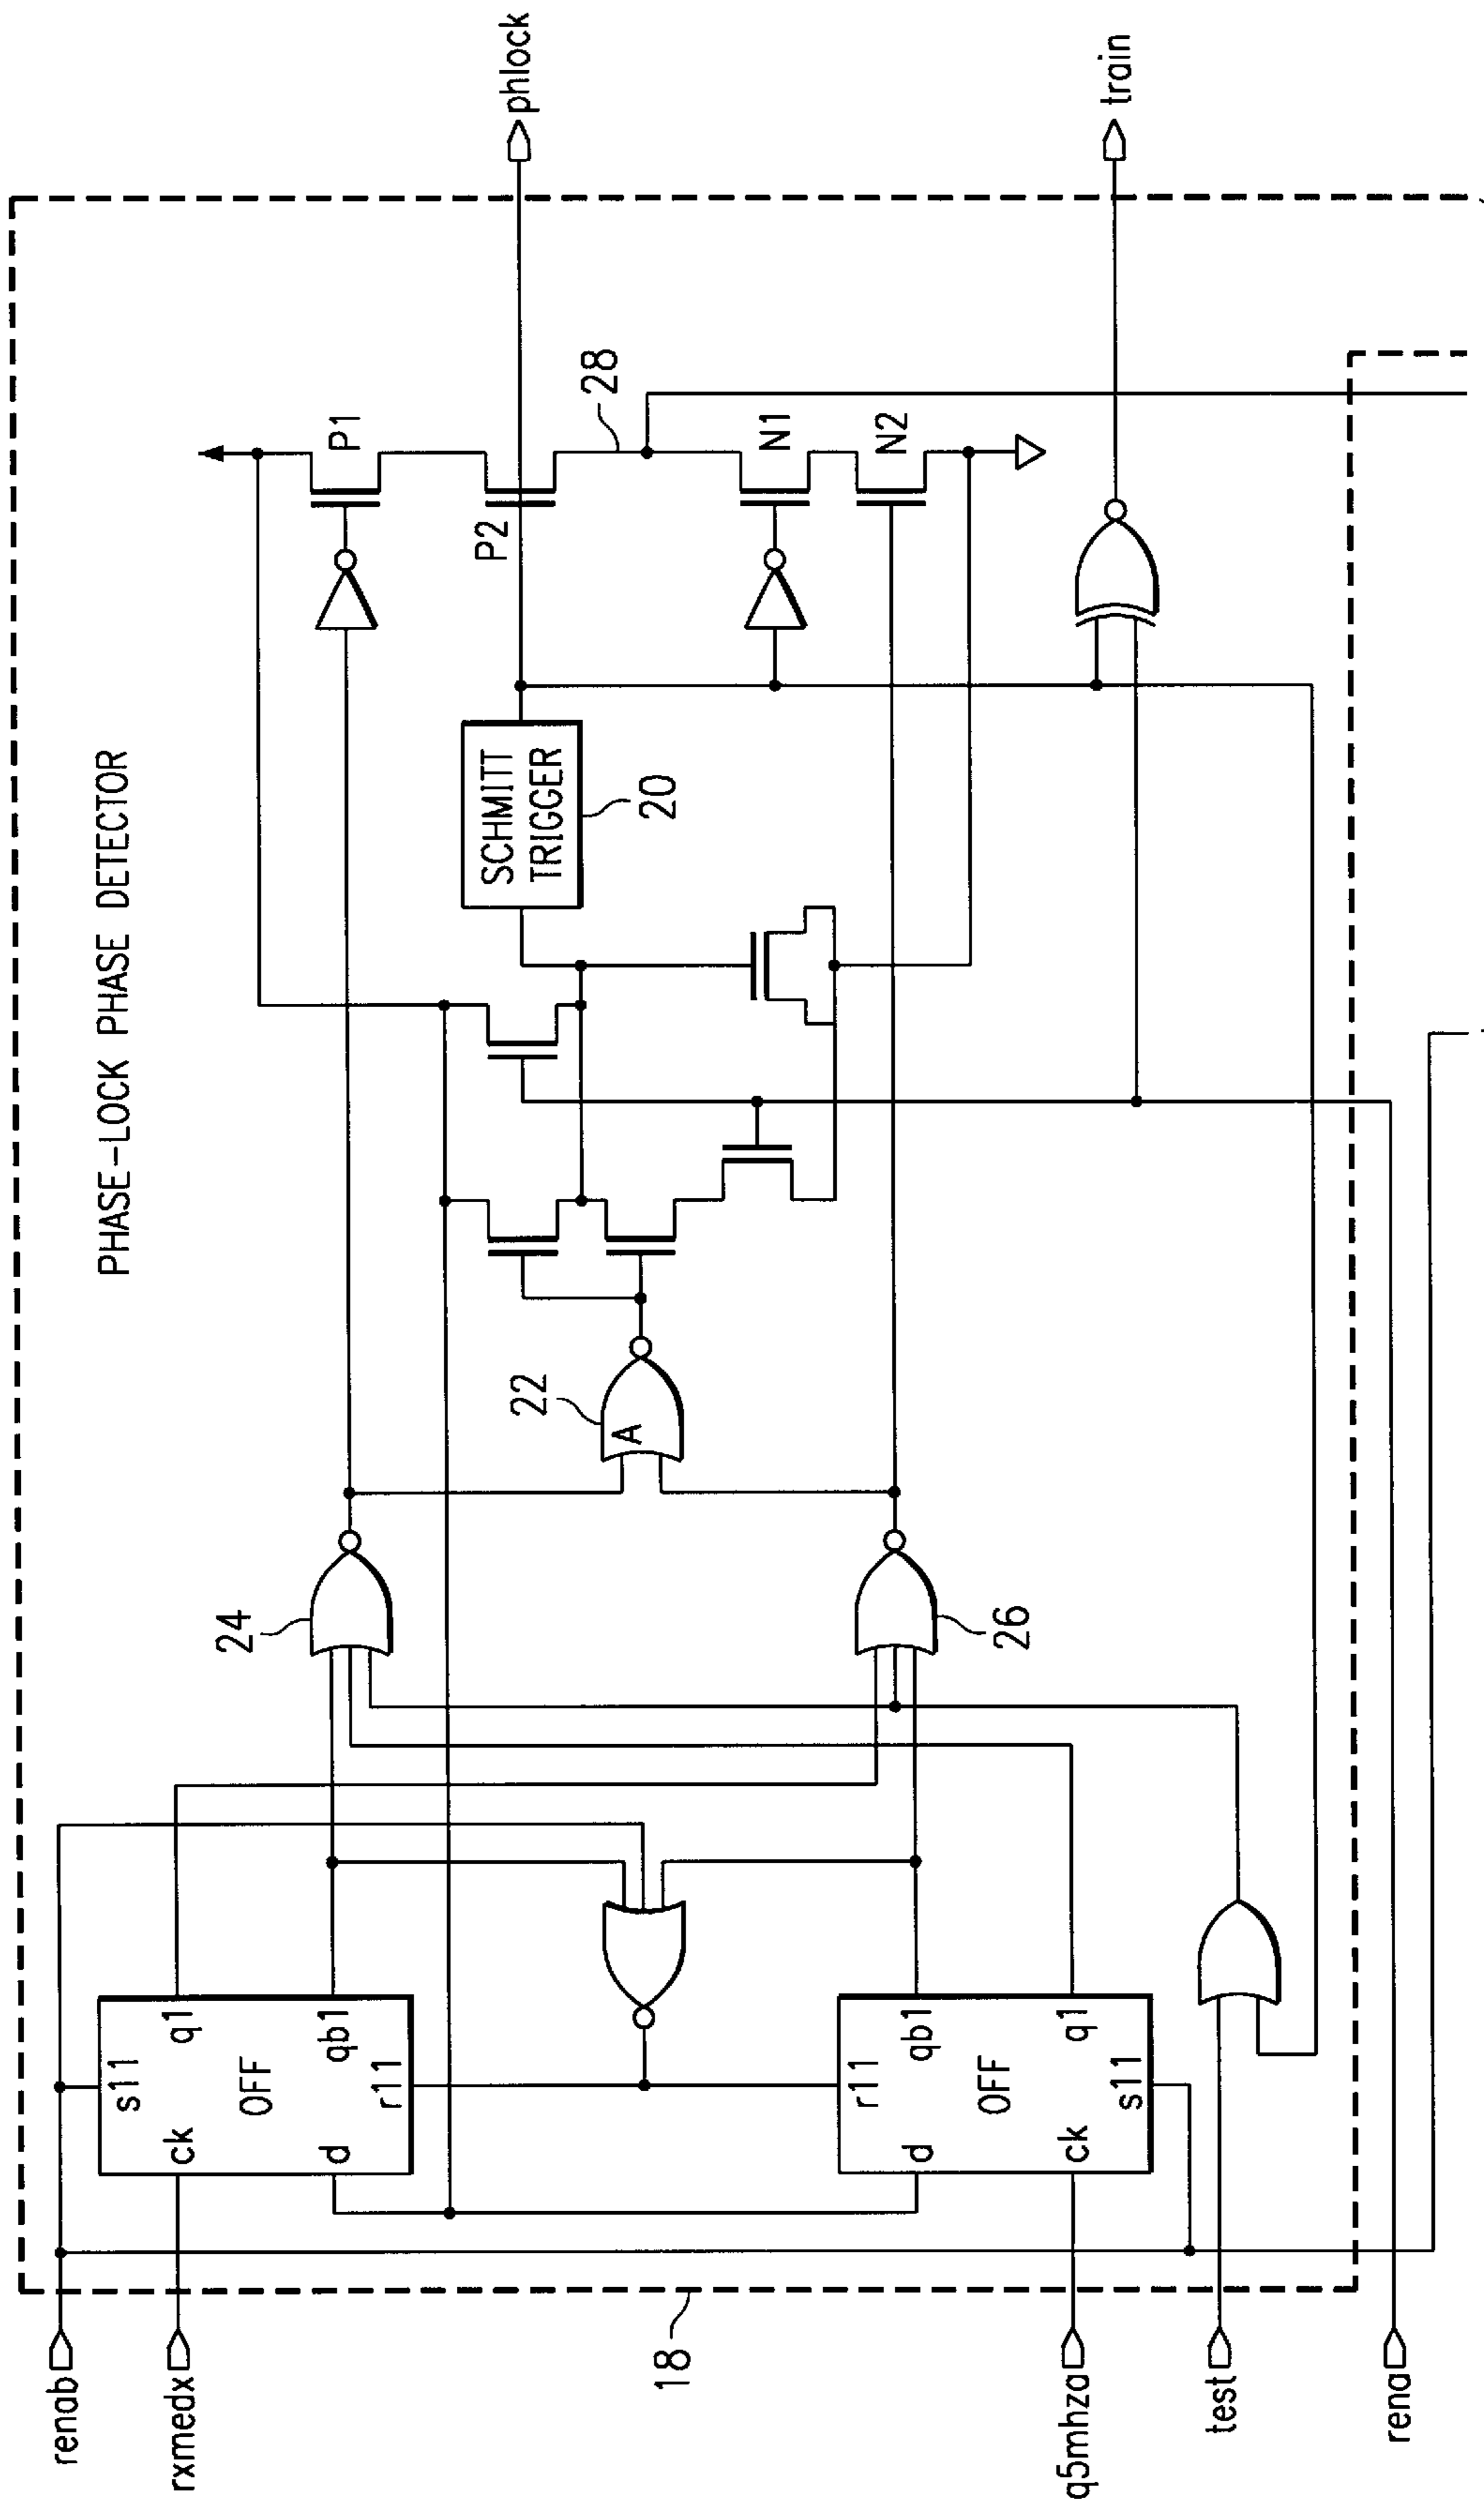 PHASE-LOCK PHASE DETECTOR
renab
rxmedx
q5mhza
test
rena
18
s11
q1
ck
OFF
qb1
d
r11
r11
d
qb1
OFF
ck
q1
s11
24
26
22
A
SCHMITT
TRIGGER
20
P1
P2
28
N1
N2
phlock
train